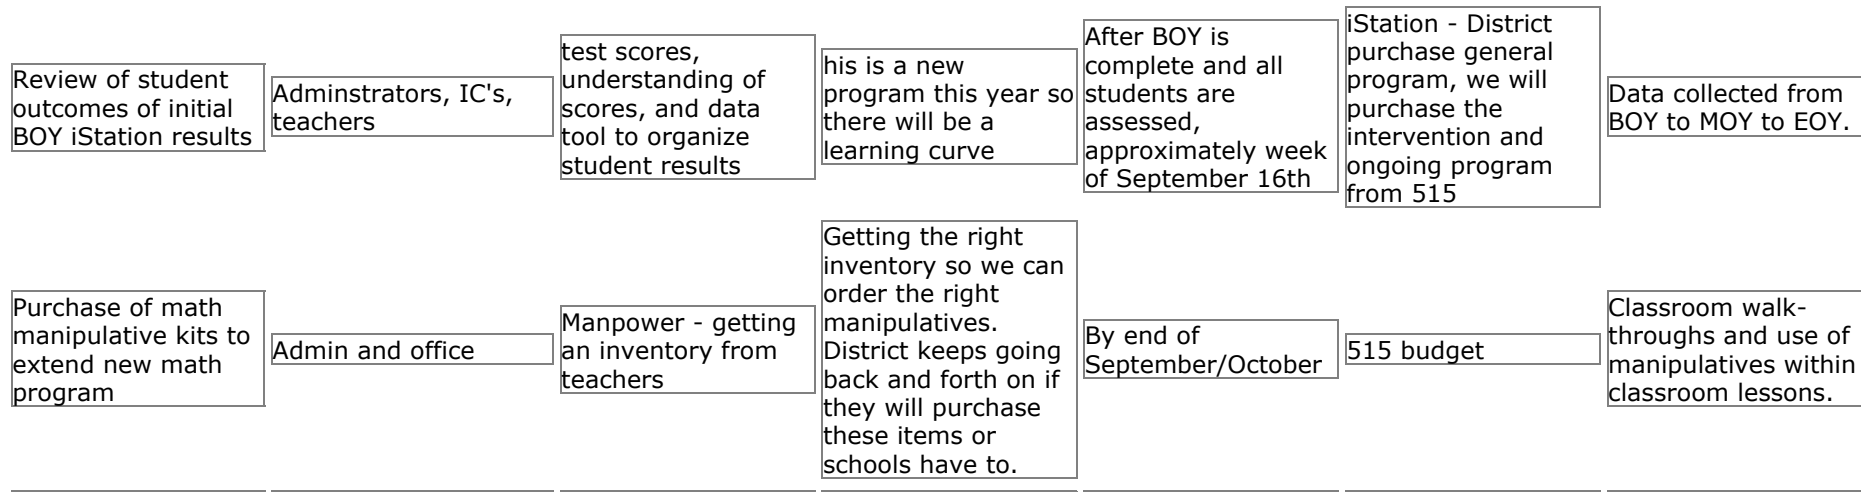 Review of student
outcomes of initial
BOY iStation results
Adminstrators, IC's,
teachers
test scores,
understanding of
scores, and data
tool to organize
student results
his is a new
program this year so
there will be a
learning curve
After BOY is
complete and all
students are
assessed,
approximately week
of September 16th
iStation - District
purchase general
program, we will
purchase the
intervention and
ongoing program
from 515
Data collected from
BOY to MOY to EOY.
Purchase of math
manipulative kits to
extend new math
program
Admin and office
Manpower - getting
an inventory from
teachers
Getting the right
inventory so we can
order the right
manipulatives.
District keeps going
back and forth on if
they will purchase
these items or
schools have to.
By end of
September/October
515 budget
Classroom walk-
throughs and use of
manipulatives within
classroom lessons.